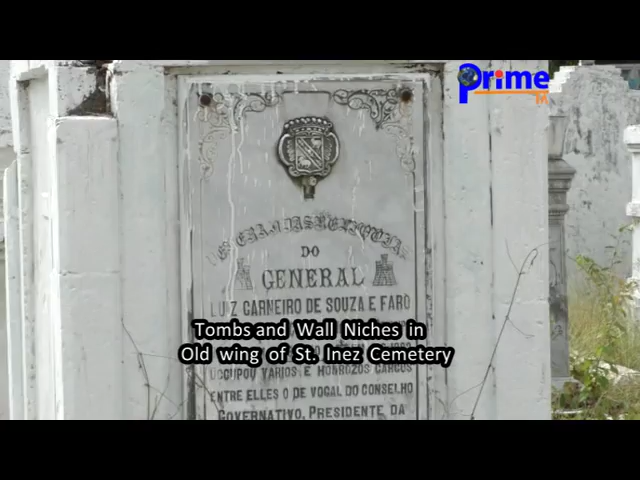 Prime
DO
GENERAL
LUIZ CARNEIRO DE SOUZA E FARO
Tombs and Wall Niches in
Old wing of St. Inez Cemetery
OCCUPOU VARIOS E HONROZOS CARGOS
ENTRE ELLES O DE VOGAL DO CONSELHO
GOVERNATIVO, PRESIDENTE DA